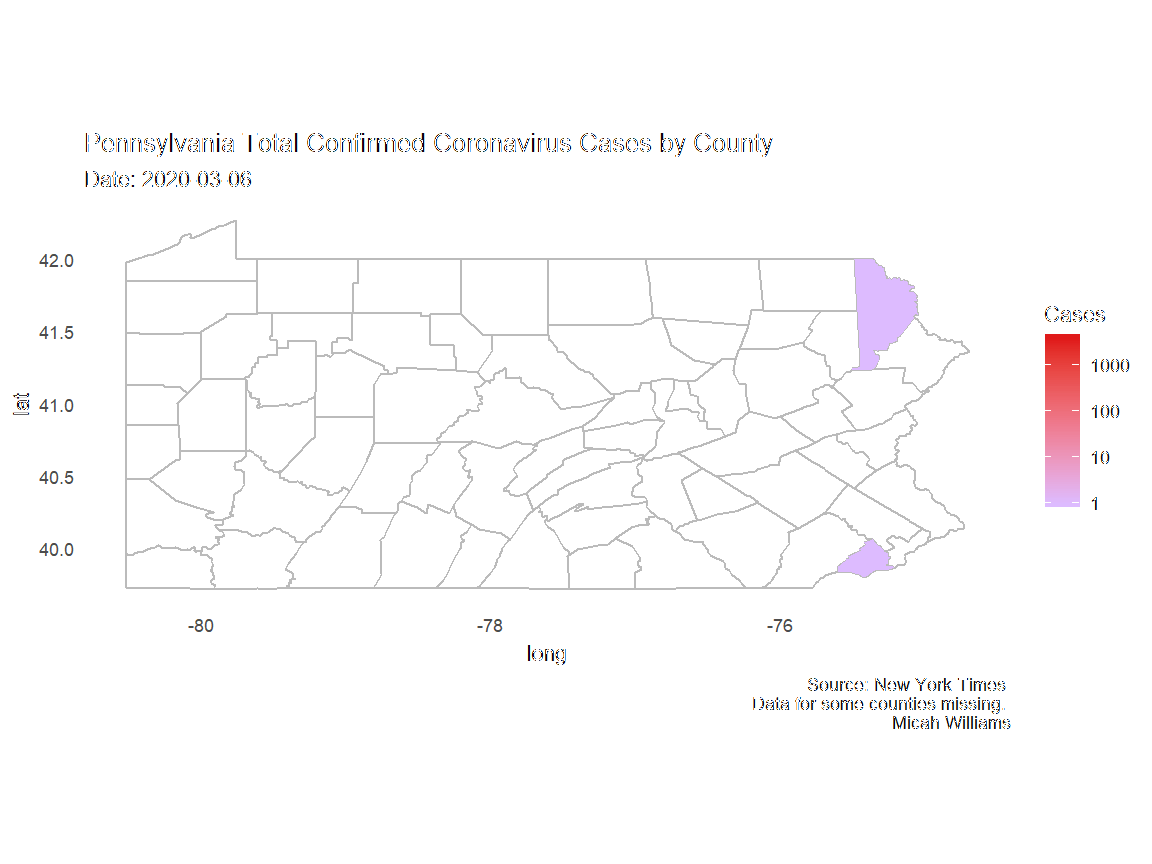 Pennsylvania Total Confirmed Coronavirus Cases by County
Date: 2020-03-06
42.0
41.5
41.0
40.5
40.0
lat
-80
-78
-76
long
Cases
1000
100
10
1
Source: New York Times
Data for some counties missing.
Micah Williams